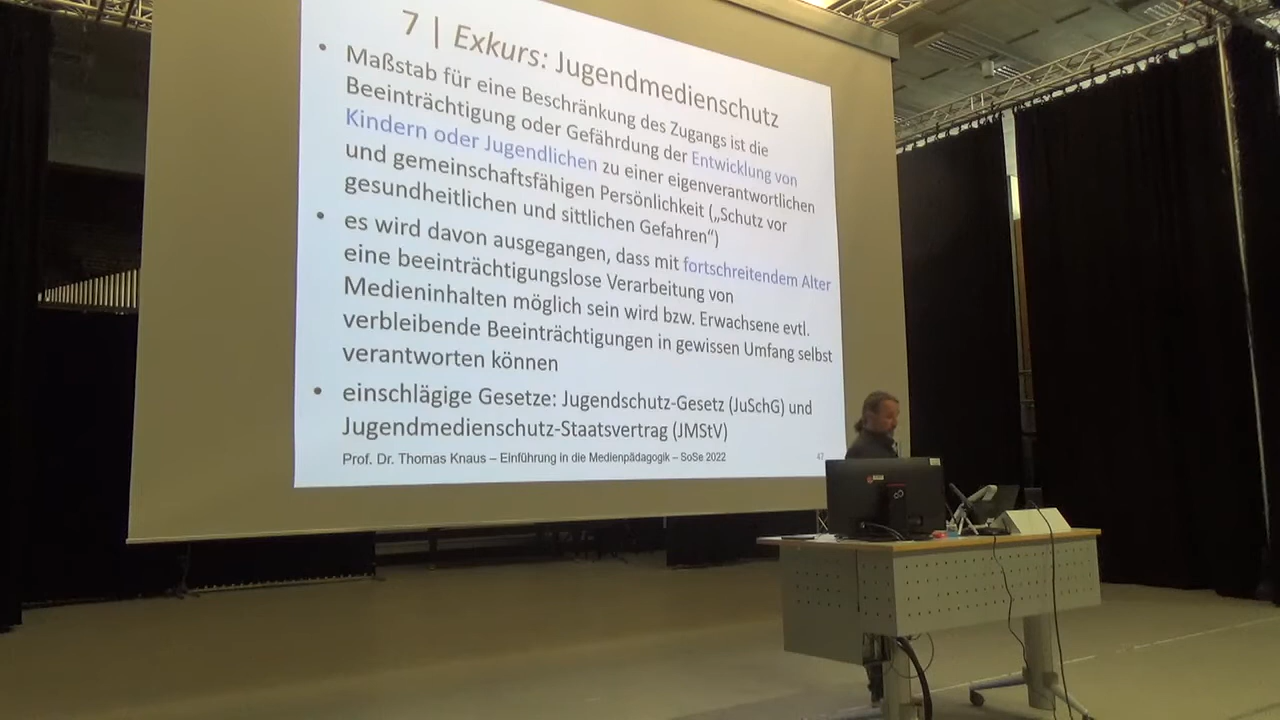 7 | Exkurs: Jugendmedienschutz
• Maßstab für eine Beschränkung des Zugangs ist die
Beeinträchtigung oder Gefährdung der Entwicklung von
Kindern oder Jugendlichen zu einer eigenverantwortlichen
und gemeinschaftsfähigen Persönlichkeit („Schutz vor
gesundheitlichen und sittlichen Gefahren“)
• es wird davon ausgegangen, dass mit fortschreitendem Alter
eine beeinträchtigungslose Verarbeitung von
Medieninhalten möglich sein wird bzw. Erwachsene evtl.
verbleibende Beeinträchtigungen in gewissen Umfang selbst
verantworten können
• einschlägige Gesetze: Jugendschutz-Gesetz (JuSchG) und
Jugendmedienschutz-Staatsvertrag (JMStV)
Prof. Dr. Thomas Knaus – Einführung in die Medienpädagogik – SoSe 2022
47